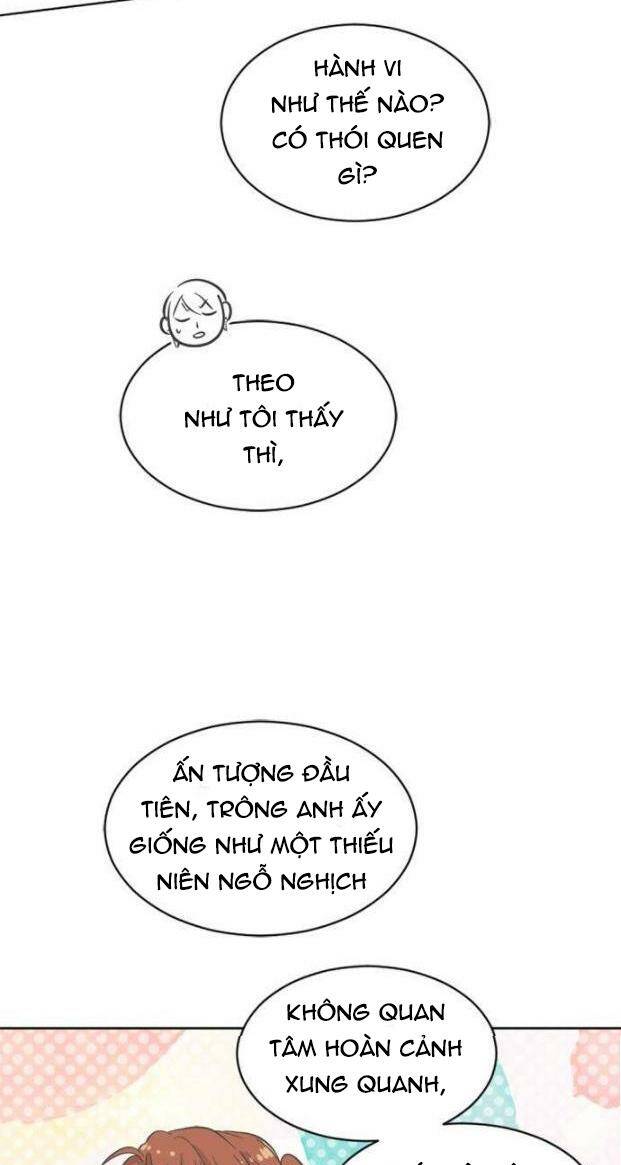 HÀNH VI
NHƯ THẾ NÀO?
CÓ THÓI QUEN
GÌ?
THEO
NHƯ TÔI THẤY
THÌ,
ẤN TƯỢNG ĐẦU
TIÊN, TRÔNG ANH ẤY
GIỐNG NHƯ MỘT THIẾU
NIÊN NGỖ NGHỊCH
KHÔNG QUAN
TÂM HOÀN CẢNH
XUNG QUANH,